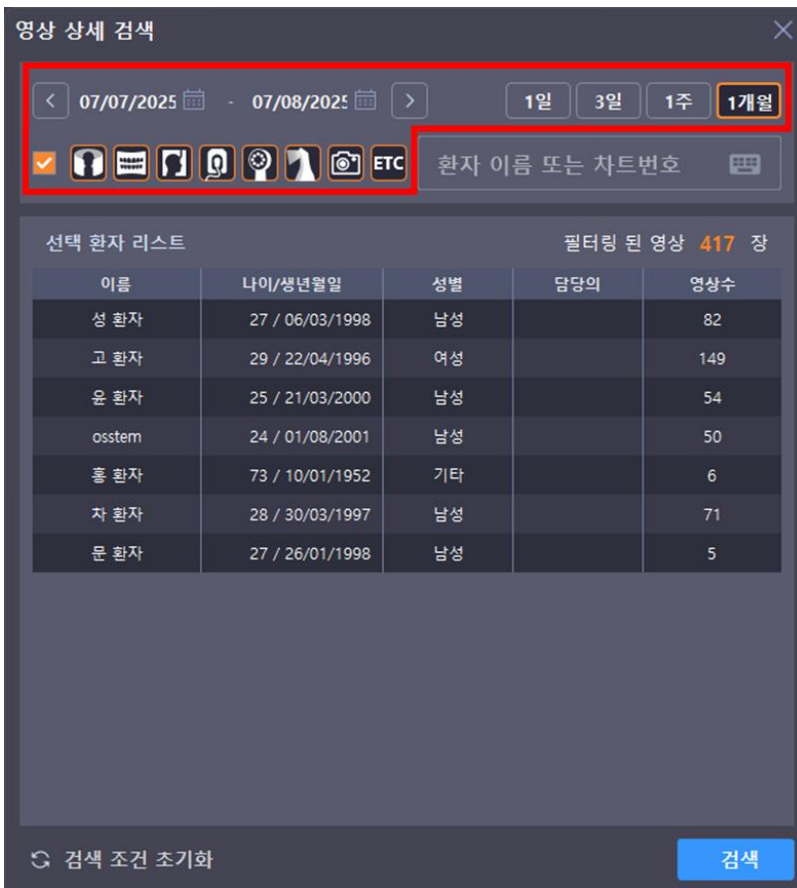 영상 상세 검색
07/07/2025 - 07/08/2025 1일 3일 1주 1개월
ETC 환자 이름 또는 차트번호
선택 환자 리스트 필터링 된 영상 417 장
이름 나이/생년월일 성별 담당의 영상수
성 환자 27 / 06/03/1998 남성 82
고 환자 29 / 22/04/1996 여성 149
윤 환자 25 / 21/03/2000 남성 54
osstem 24 / 01/08/2001 남성 50
홍 환자 73 / 10/01/1952 기타 6
차 환자 28 / 30/03/1997 남성 71
문 환자 27 / 26/01/1998 남성 5
검색 조건 초기화 검색